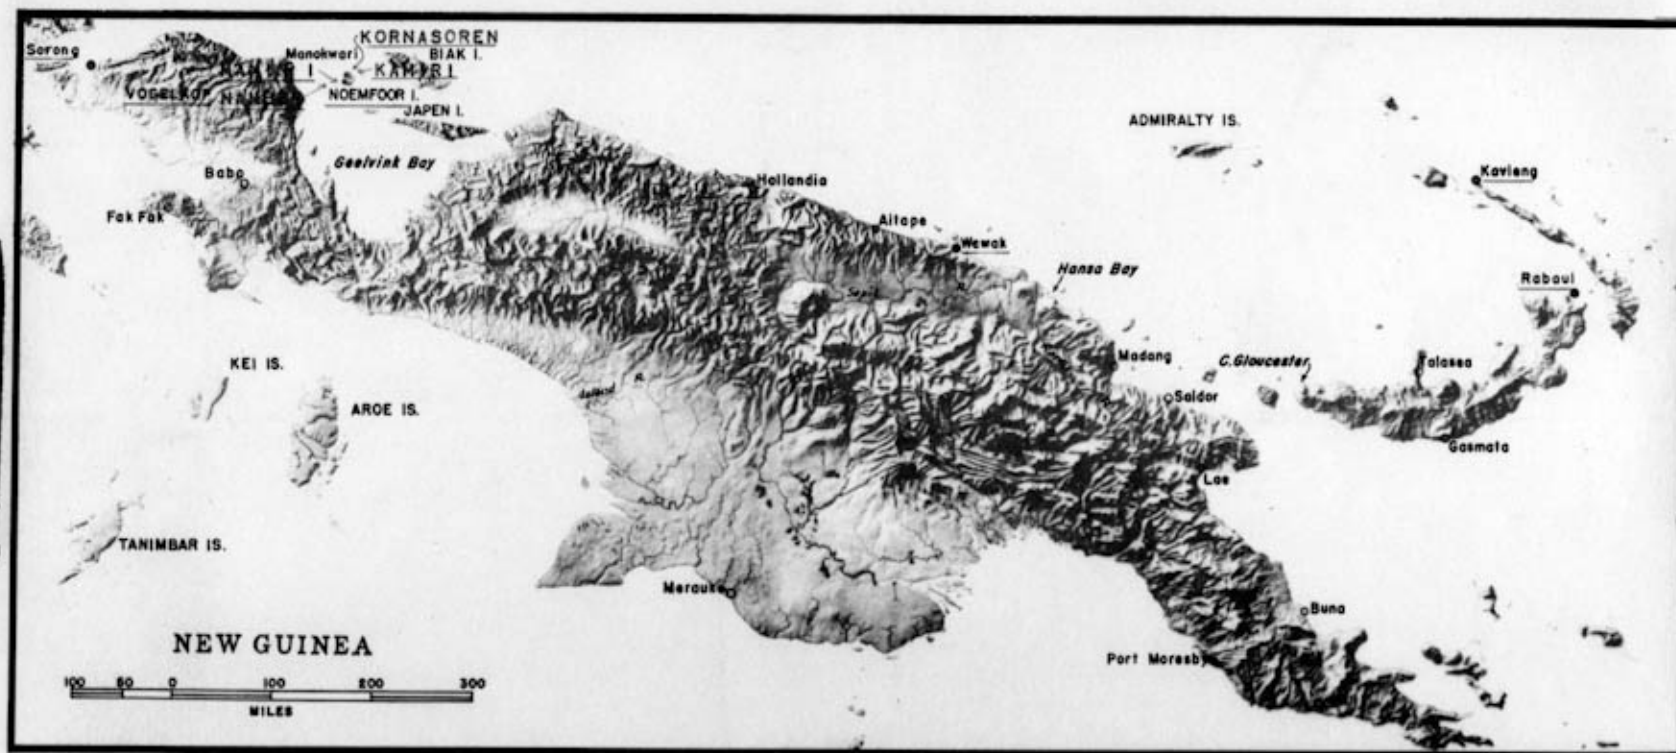 KORNASOREN
Sorong
Manokwari
BIAK I.
KAMIRI
VOGELKOP
NOEMFOOR I.
JAPEN I.
ADMIRALTY IS.
Geelvink Bay
Babo
Hollandia
Kavieng
Fak Fak
Aitape
Wewak
Hansa Bay
Rabaul
Sepik R.
KEI IS.
Madang
C.Gloucester
Talassa
AROE IS.
Saidor
Gasmata
Lae
TANIMBAR IS.
Merauke
Buna
NEW GUINEA
Port Moresby
100 50 0 100 200 300
MILES